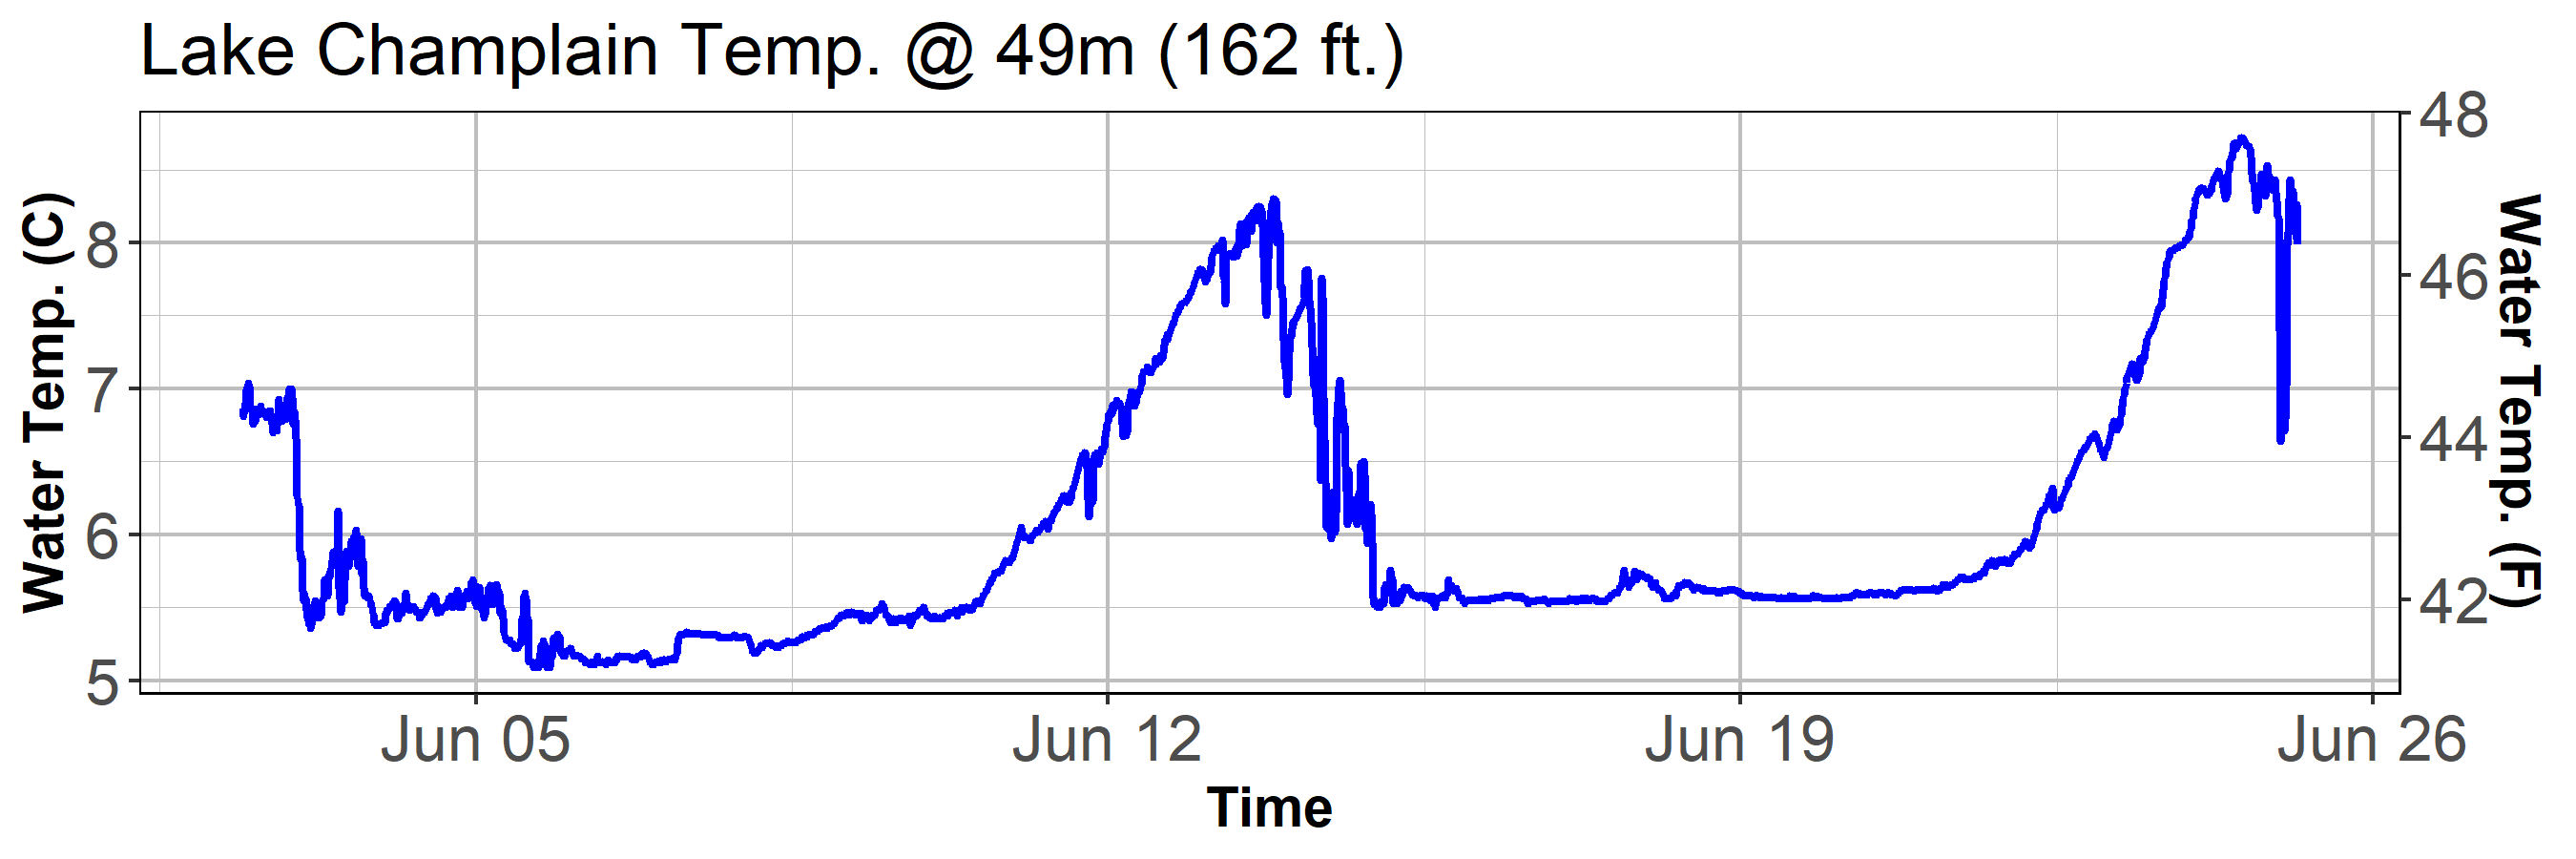 Lake Champlain Temp. @ 49m (162 ft.)
Water Temp. (C)
8
7
6
5
48
46
44
42
Water Temp. (F)
Jun 05
Jun 12
Jun 19
Jun 26
Time